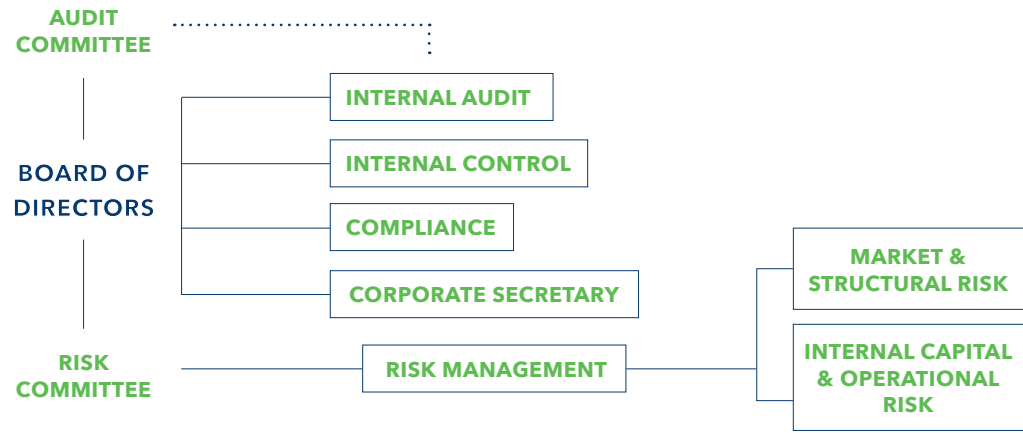 AUDIT
COMMITTEE
INTERNAL AUDIT
INTERNAL CONTROL
BOARD OF
DIRECTORS
COMPLIANCE
CORPORATE SECRETARY
MARKET &
STRUCTURAL RISK
RISK
COMMITTEE
RISK MANAGEMENT
INTERNAL CAPITAL
& OPERATIONAL
RISK